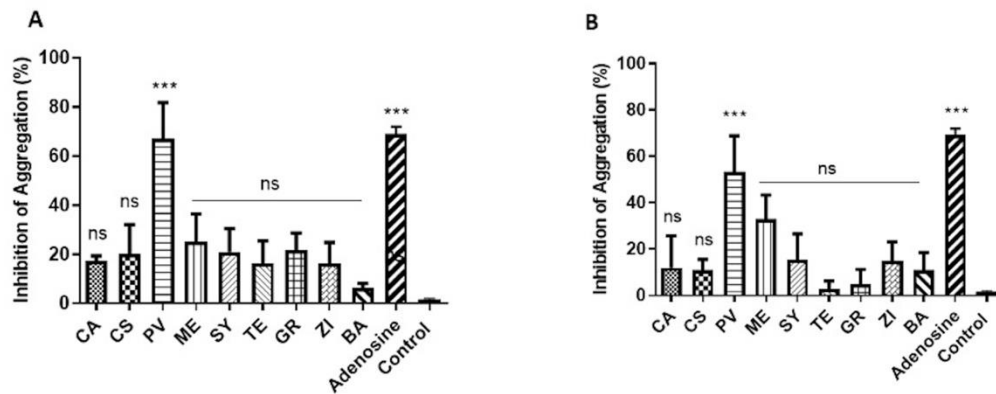 A
Inhibition of Aggregation (%)
100
80
60
40
20
0
ns
ns
***
ns
***
CA
CS
PV
ME
SY
TE
GR
ZI
BA
Adenosine
Control
B
Inhibition of Aggregation (%)
100
80
60
40
20
0
ns
ns
***
ns
***
CA
CS
PV
ME
SY
TE
GR
ZI
BA
Adenosine
Control